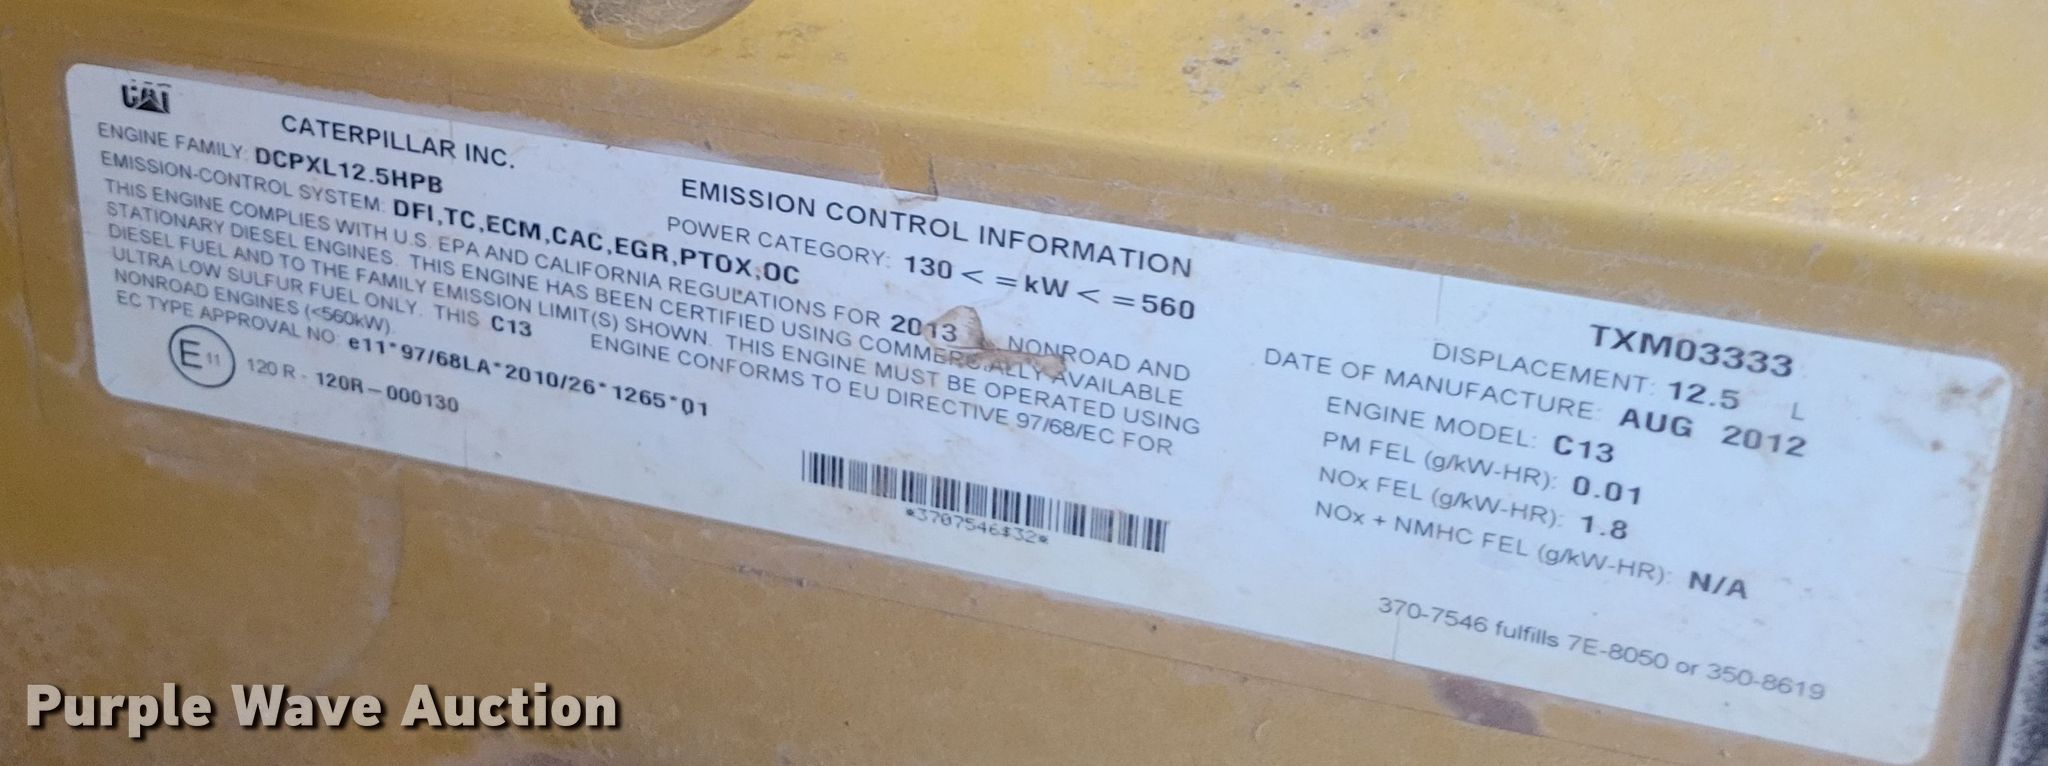 CAT
CATERPILLAR INC.
EMISSION CONTROL INFORMATION
TXM03333
ENGINE FAMILY: DCPXL12.5HPB
POWER CATEGORY: 130 < = kW < = 560
DISPLACEMENT: 12.5 L
EMISSION-CONTROL SYSTEM: DFI,TC,ECM,CAC,EGR,PTOX,OC
DATE OF MANUFACTURE: AUG 2012
THIS ENGINE COMPLIES WITH U.S. EPA AND CALIFORNIA REGULATIONS FOR 2013 NONROAD AND
ENGINE MODEL: C13
STATIONARY DIESEL ENGINES. THIS ENGINE HAS BEEN CERTIFIED USING COMMERCIALLY AVAILABLE
PM FEL (g/kW-HR): 0.01
DIESEL FUEL AND TO THE FAMILY EMISSION LIMIT(S) SHOWN. THIS ENGINE MUST BE OPERATED USING
NOx FEL (g/kW-HR): 1.8
ULTRA LOW SULFUR FUEL ONLY. THIS C13 ENGINE CONFORMS TO EU DIRECTIVE 97/68/EC FOR
NOx + NMHC FEL (g/kW-HR): N/A
NONROAD ENGINES (<560kW).
EC TYPE APPROVAL NO: e11*97/68LA*2010/26*1265*01
E11 120 R - 120R-000130
*3707546$32*
370-7546 fulfills 7E-8050 or 350-8619
Purple Wave Auction